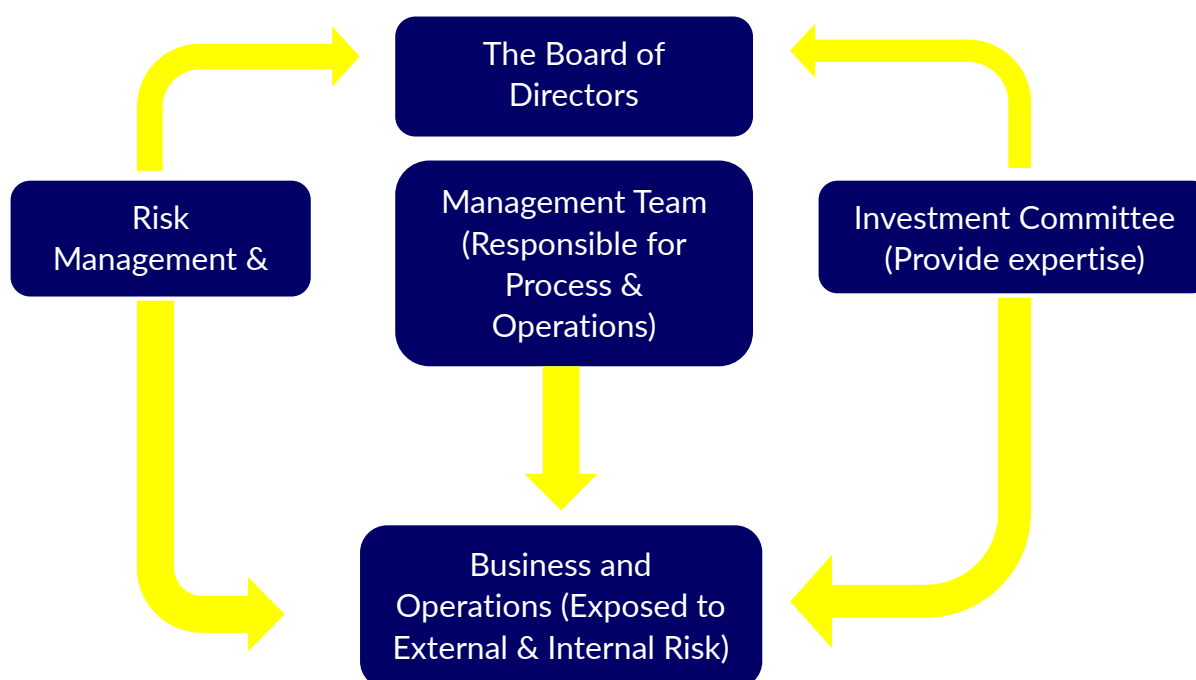 The Board of
Directors
Risk
Management &
Management Team
(Responsible for
Process &
Operations)
Investment Committee
(Provide expertise)
Business and
Operations (Exposed to
External & Internal Risk)